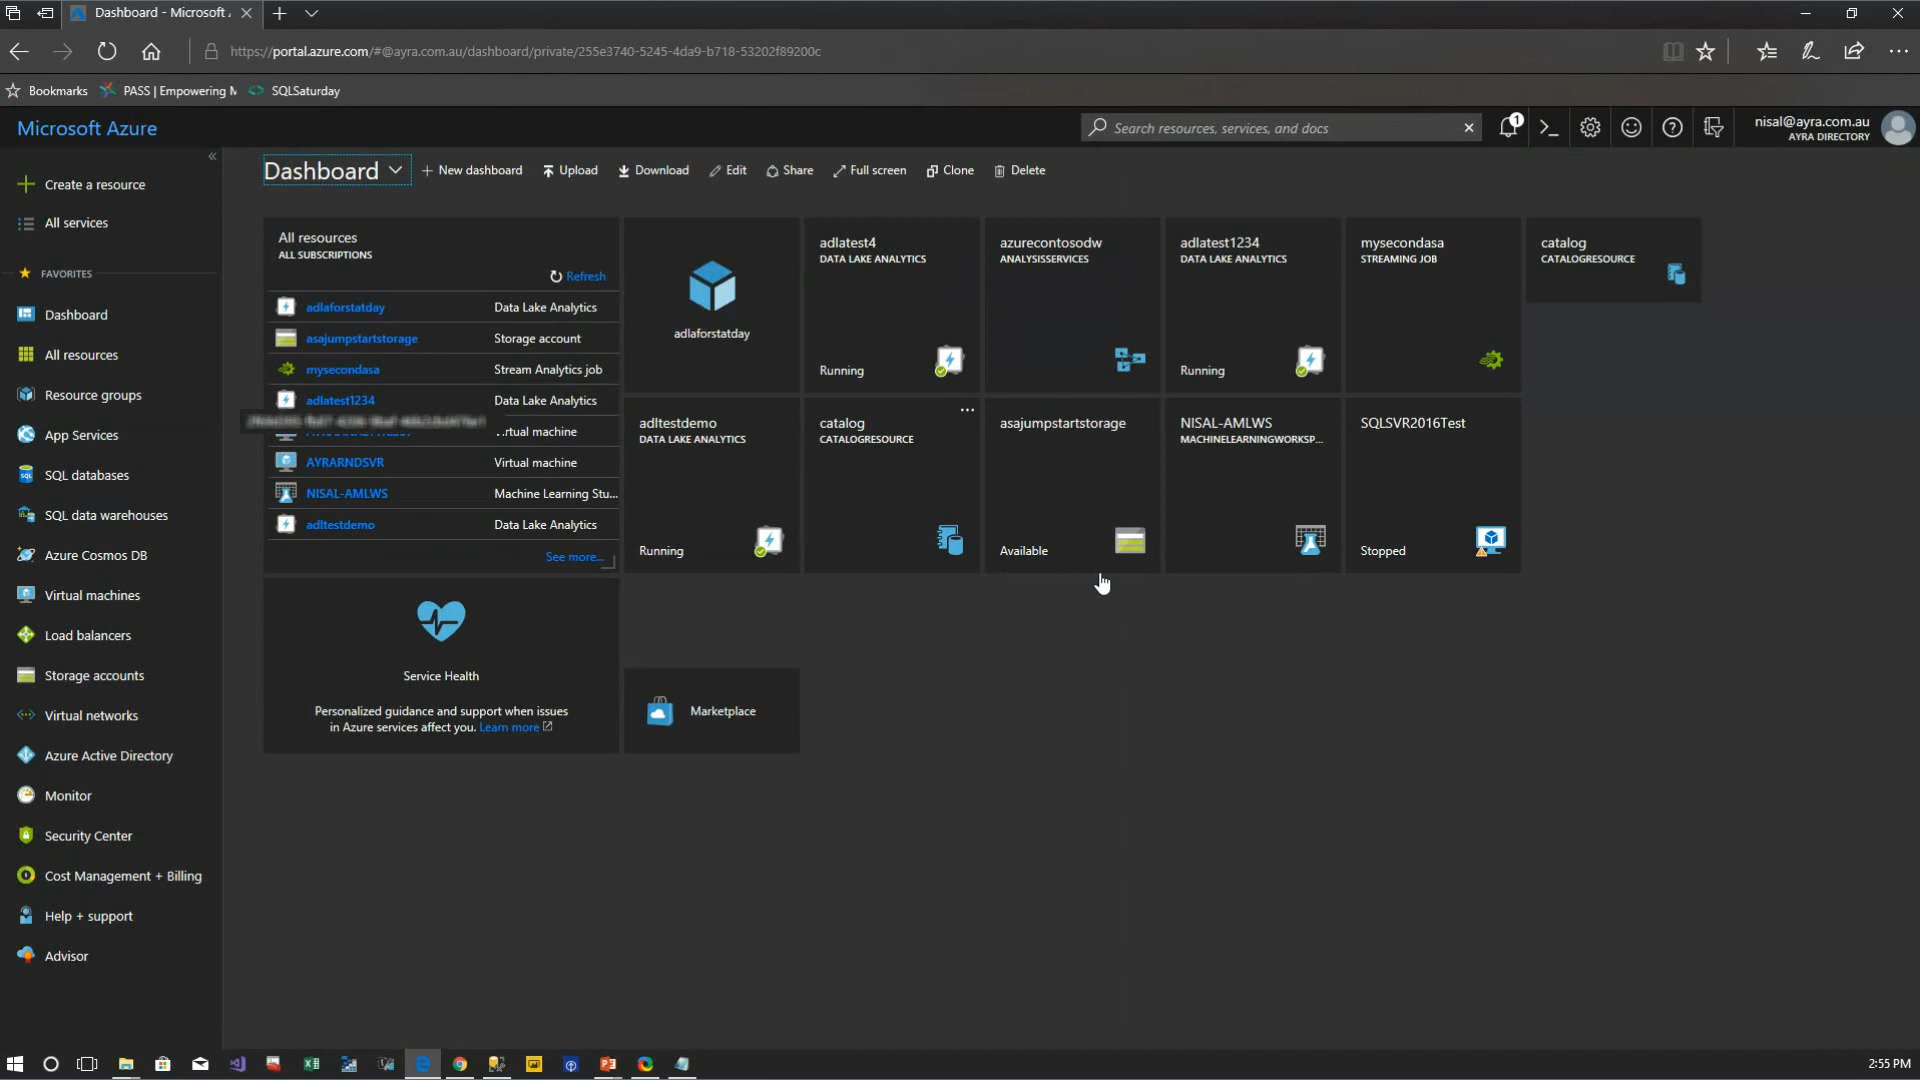 Dashboard - Microsoft
https://portal.azure.com/#@ayra.com.au/dashboard/private/255e3740-5245-4da9-b718-53202f89200c
Bookmarks
PASS | Empowering M
SQLSaturday
Microsoft Azure
Search resources, services, and docs
1
nisal@ayra.com.au
AYRA DIRECTORY
Create a resource
All services
FAVORITES
Dashboard
All resources
Resource groups
App Services
SQL databases
SQL data warehouses
Azure Cosmos DB
Virtual machines
Load balancers
Storage accounts
Virtual networks
Azure Active Directory
Monitor
Security Center
Cost Management + Billing
Help + support
Advisor
Dashboard
New dashboard
Upload
Download
Edit
Share
Full screen
Clone
Delete
All resources
ALL SUBSCRIPTIONS
Refresh
adlaforstatday Data Lake Analytics
asajumpstartstorage Storage account
mysecondasa Stream Analytics job
adlatest1234 Data Lake Analytics
machine
AYRARNDSVR Virtual machine
NISAL-AMLWS Machine Learning Stu...
adltestdemo Data Lake Analytics
See more...
Service Health
Personalized guidance and support when issues
in Azure services affect you. Learn more
adlaforstatday
adlatest4
DATA LAKE ANALYTICS
Running
azurecontosodw
ANALYSISSERVICES
adlatest1234
DATA LAKE ANALYTICS
Running
mysecondasa
STREAMING JOB
catalog
CATALOGRESOURCE
adltestdemo
DATA LAKE ANALYTICS
Running
catalog
CATALOGRESOURCE
asajumpstartstorage
Available
NISAL-AMLWS
MACHINELEARNINGWORKSP...
SQLSVR2016Test
Stopped
Marketplace
2:55 PM